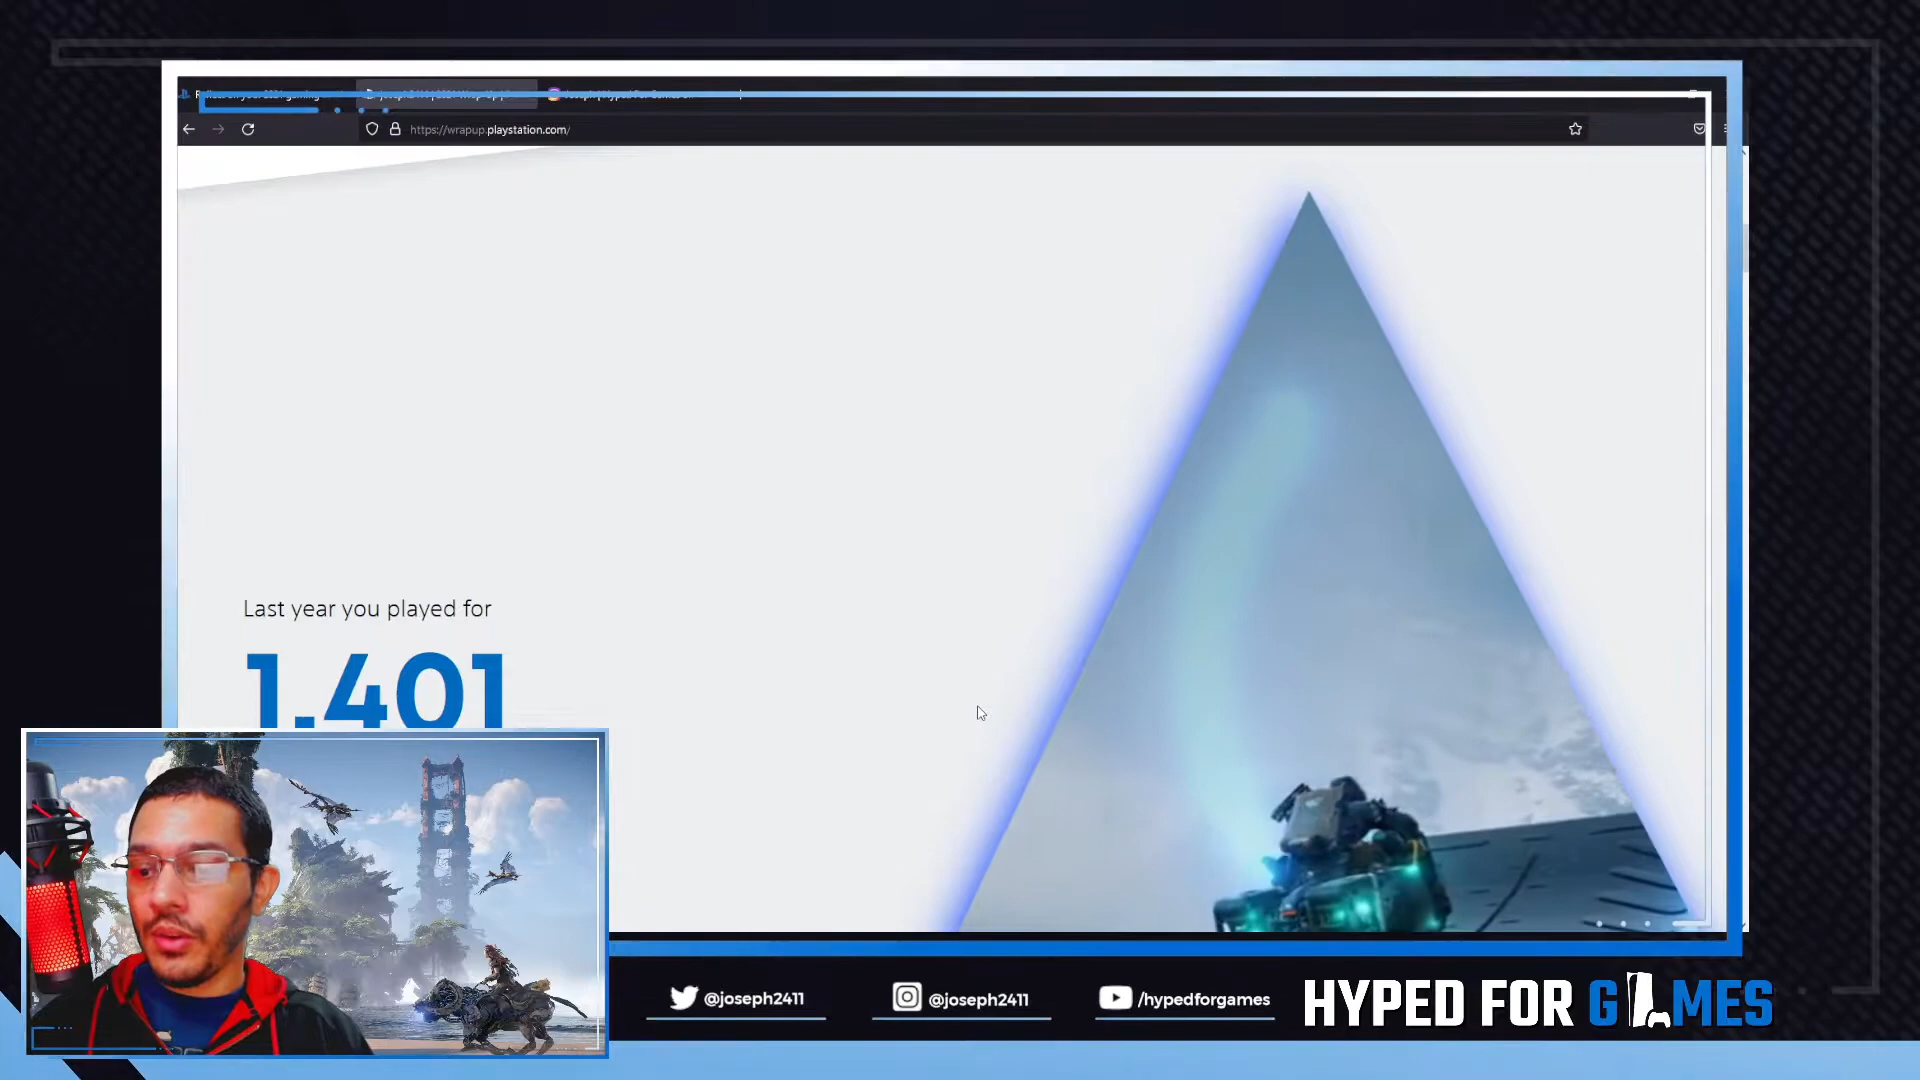 https://wrapup.playstation.com/
Last year you played for
1,401
@joseph2411
@joseph2411
/hypedforgames
HYPED FOR GAMES